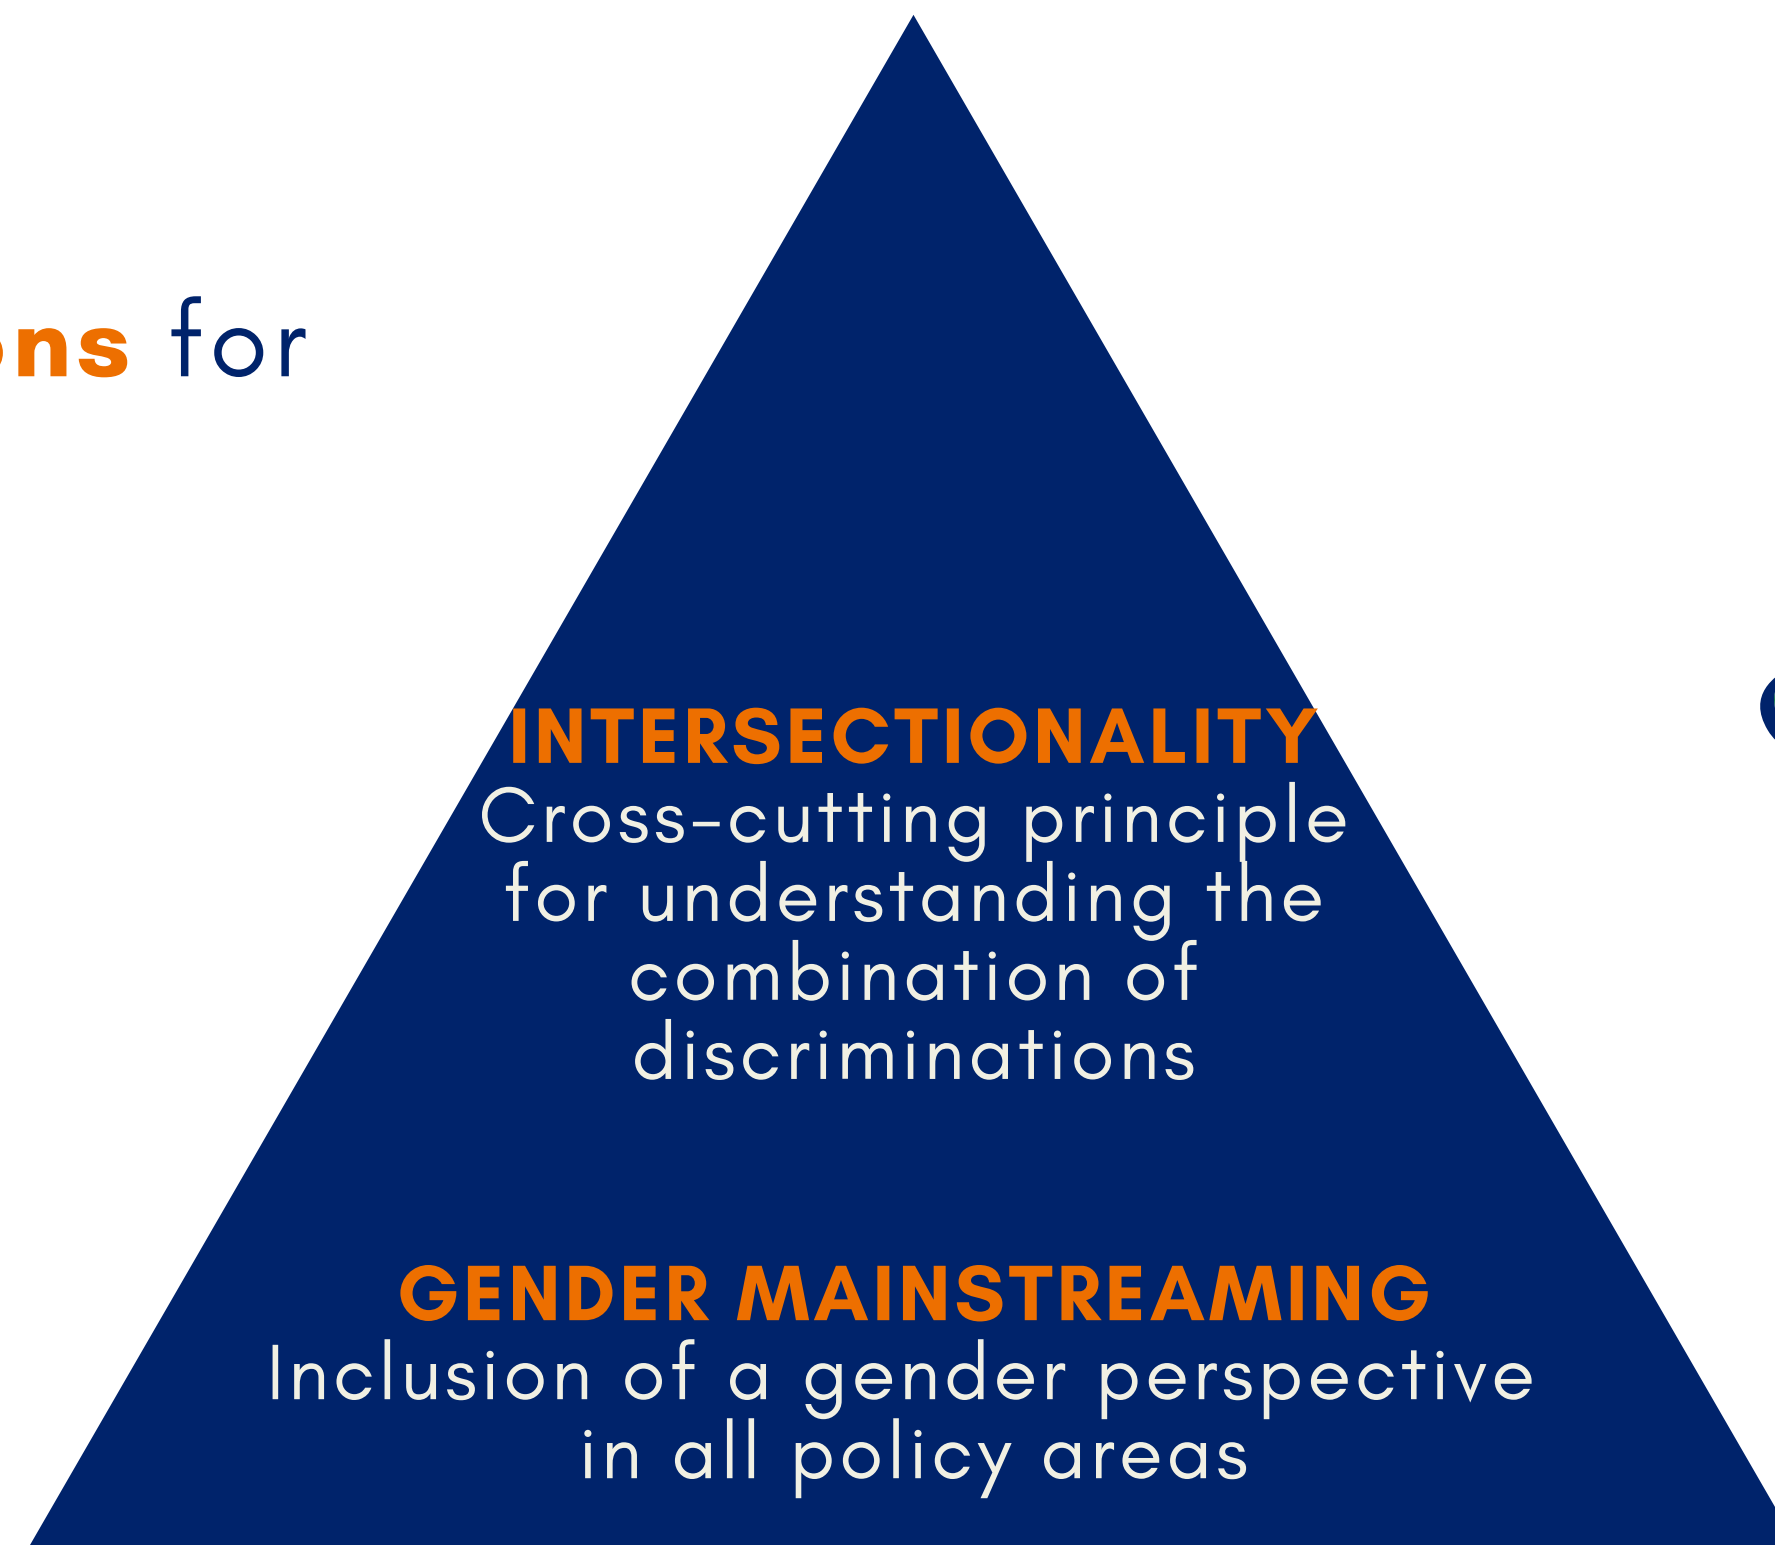 for
INTERSECTIONALITY
Cross-cutting principle
for understanding the
combination of
discriminations
GENDER MAINSTREAMING
Inclusion of a gender perspective
in all policy areas